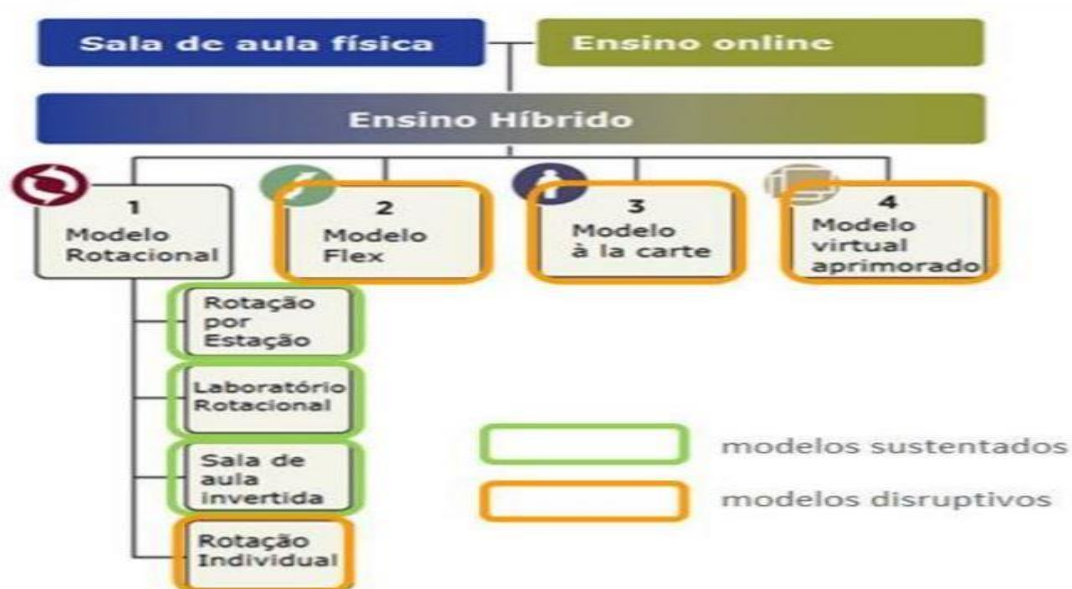 Sala de aula física
Ensino online
Ensino Híbrido
1
Modelo
Rotacional
2
Modelo
Flex
3
Modelo
à la carte
4
Modelo
virtual
aprimorado
Rotação
por
Estação
Laboratório
Rotacional
Sala de
aula
invertida
Rotação
Individual
modelos sustentados
modelos disruptivos